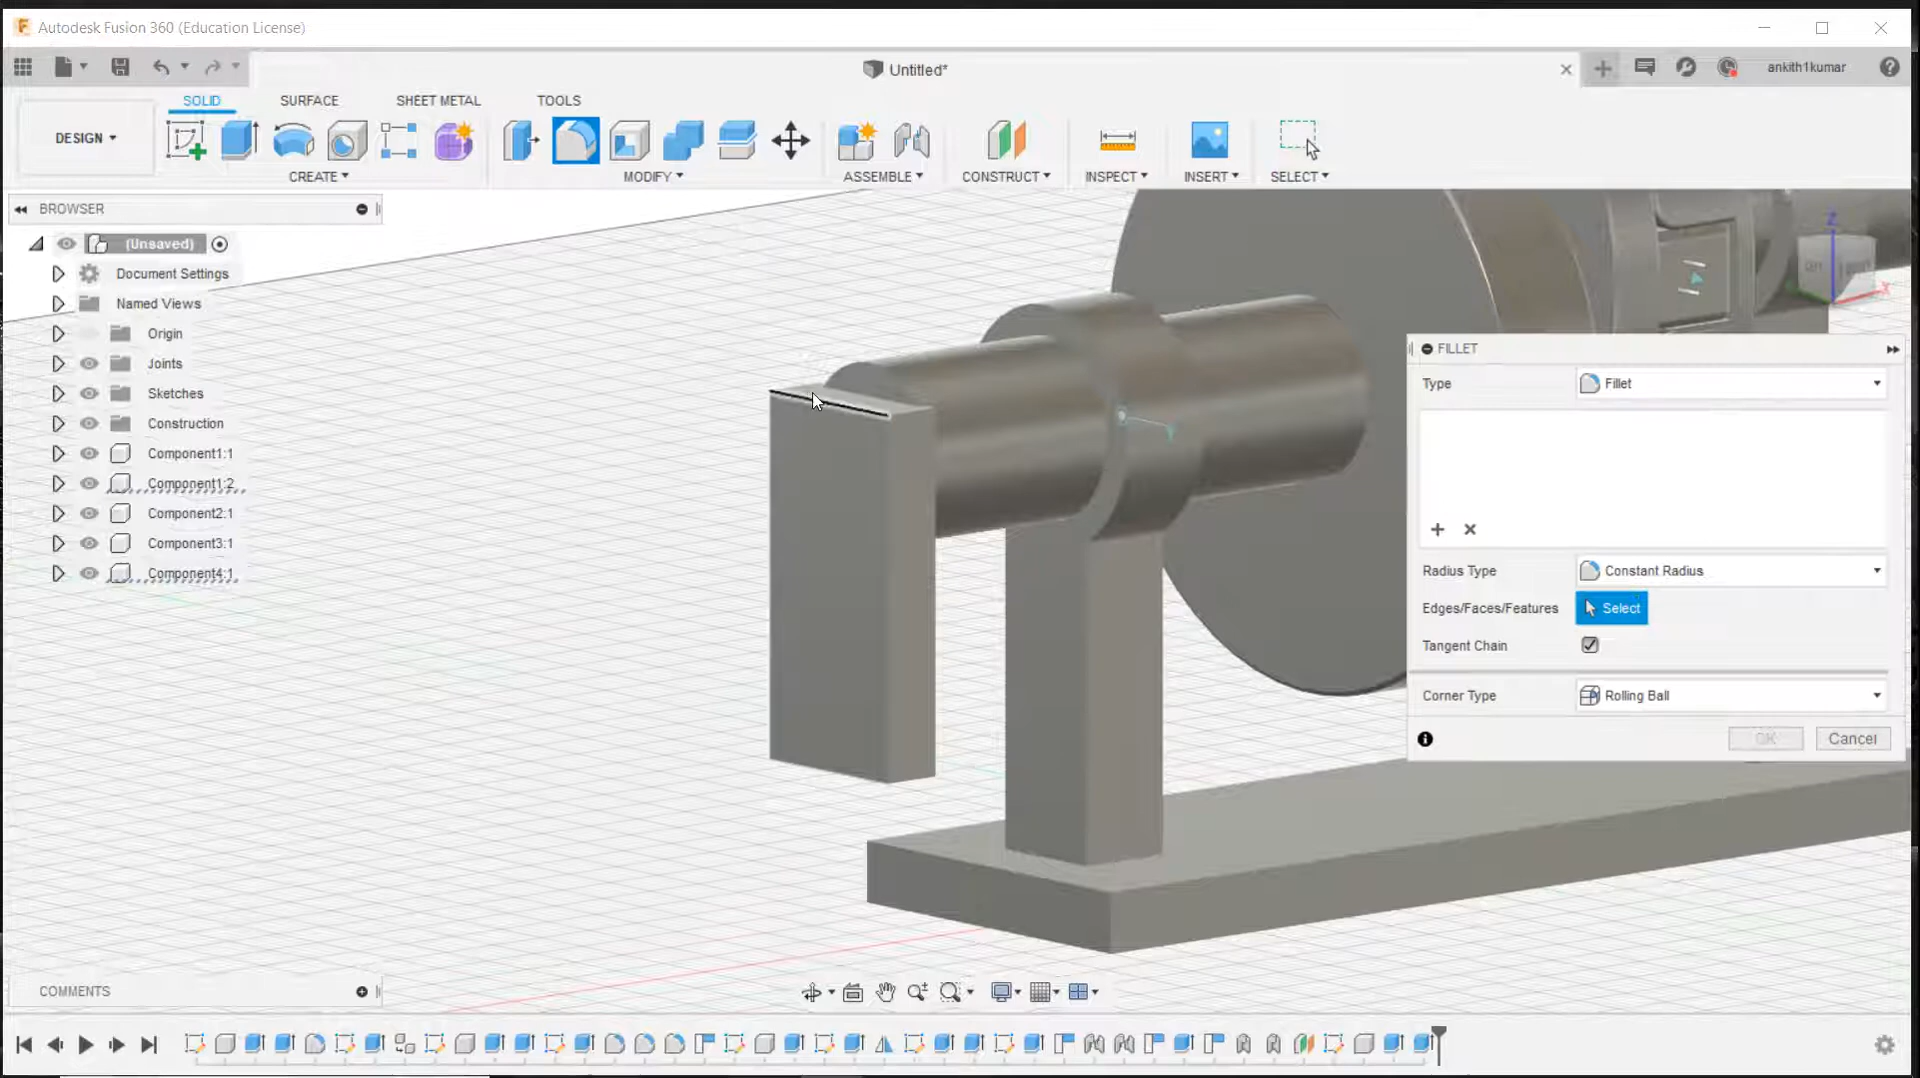 Autodesk Fusion 360 (Education License)
Untitled*
ankith1kumar
DESIGN
SOLID
SURFACE
SHEET METAL
TOOLS
CREATE
MODIFY
ASSEMBLE
CONSTRUCT
INSPECT
INSERT
SELECT
BROWSER
(Unsaved)
Document Settings
Named Views
Origin
Joints
Sketches
Construction
Component1:1
Component1:2
Component2:1
Component3:1
Component4:1
Z
X
FILLET
Type
Fillet
Radius Type
Constant Radius
Edges/Faces/Features
Select
Tangent Chain
Corner Type
Rolling Ball
OK
Cancel
COMMENTS